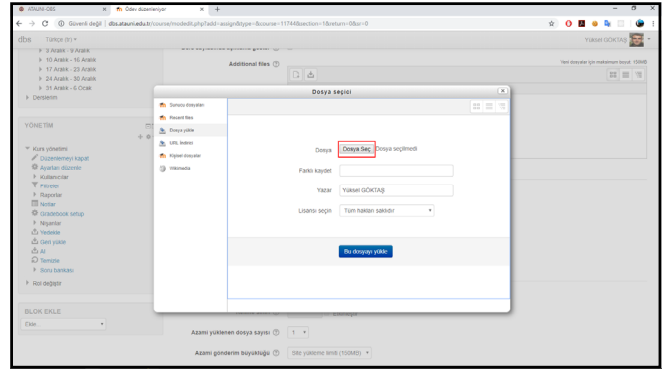 ATAUNI-OBS
Ödev düzenleniyor
Güvenli değil | dbs.atauni.edu.tr/course/modedit.php?add=assign&type=&course=11744&section=1&return=0&sr=0
dbs Türkçe (tr)
Yüksel GÖKTAŞ
3 Aralık - 9 Aralık
10 Aralık - 16 Aralık
17 Aralık - 23 Aralık
24 Aralık - 30 Aralık
31 Aralık - 6 Ocak
Derslerim
Additional files
Yeni dosyalar için maksimum boyut: 150MB
YÖNETİM
Kurs yönetimi
Düzenlemeyi kapat
Ayarları düzenle
Kullanıcılar
Filtreler
Raporlar
Notlar
Gradebook setup
Nişanlar
Yedekle
Geri yükle
Al
Temizle
Soru bankası
Rol değiştir
BLOK EKLE
Ekle...
Dosya seçici
Sunucu dosyaları
Recent files
Dosya yükle
URL İndirici
Kişisel dosyalar
Wikimedia
Dosya Dosya Seç Dosya seçilmedi
Farklı kaydet
Yazar Yüksel GÖKTAŞ
Lisansı seçin Tüm hakları saklıdır
Bu dosyayı yükle
Azami yüklenen dosya sayısı 1
Azami gönderim büyüklüğü Site yükleme limiti (150MB)